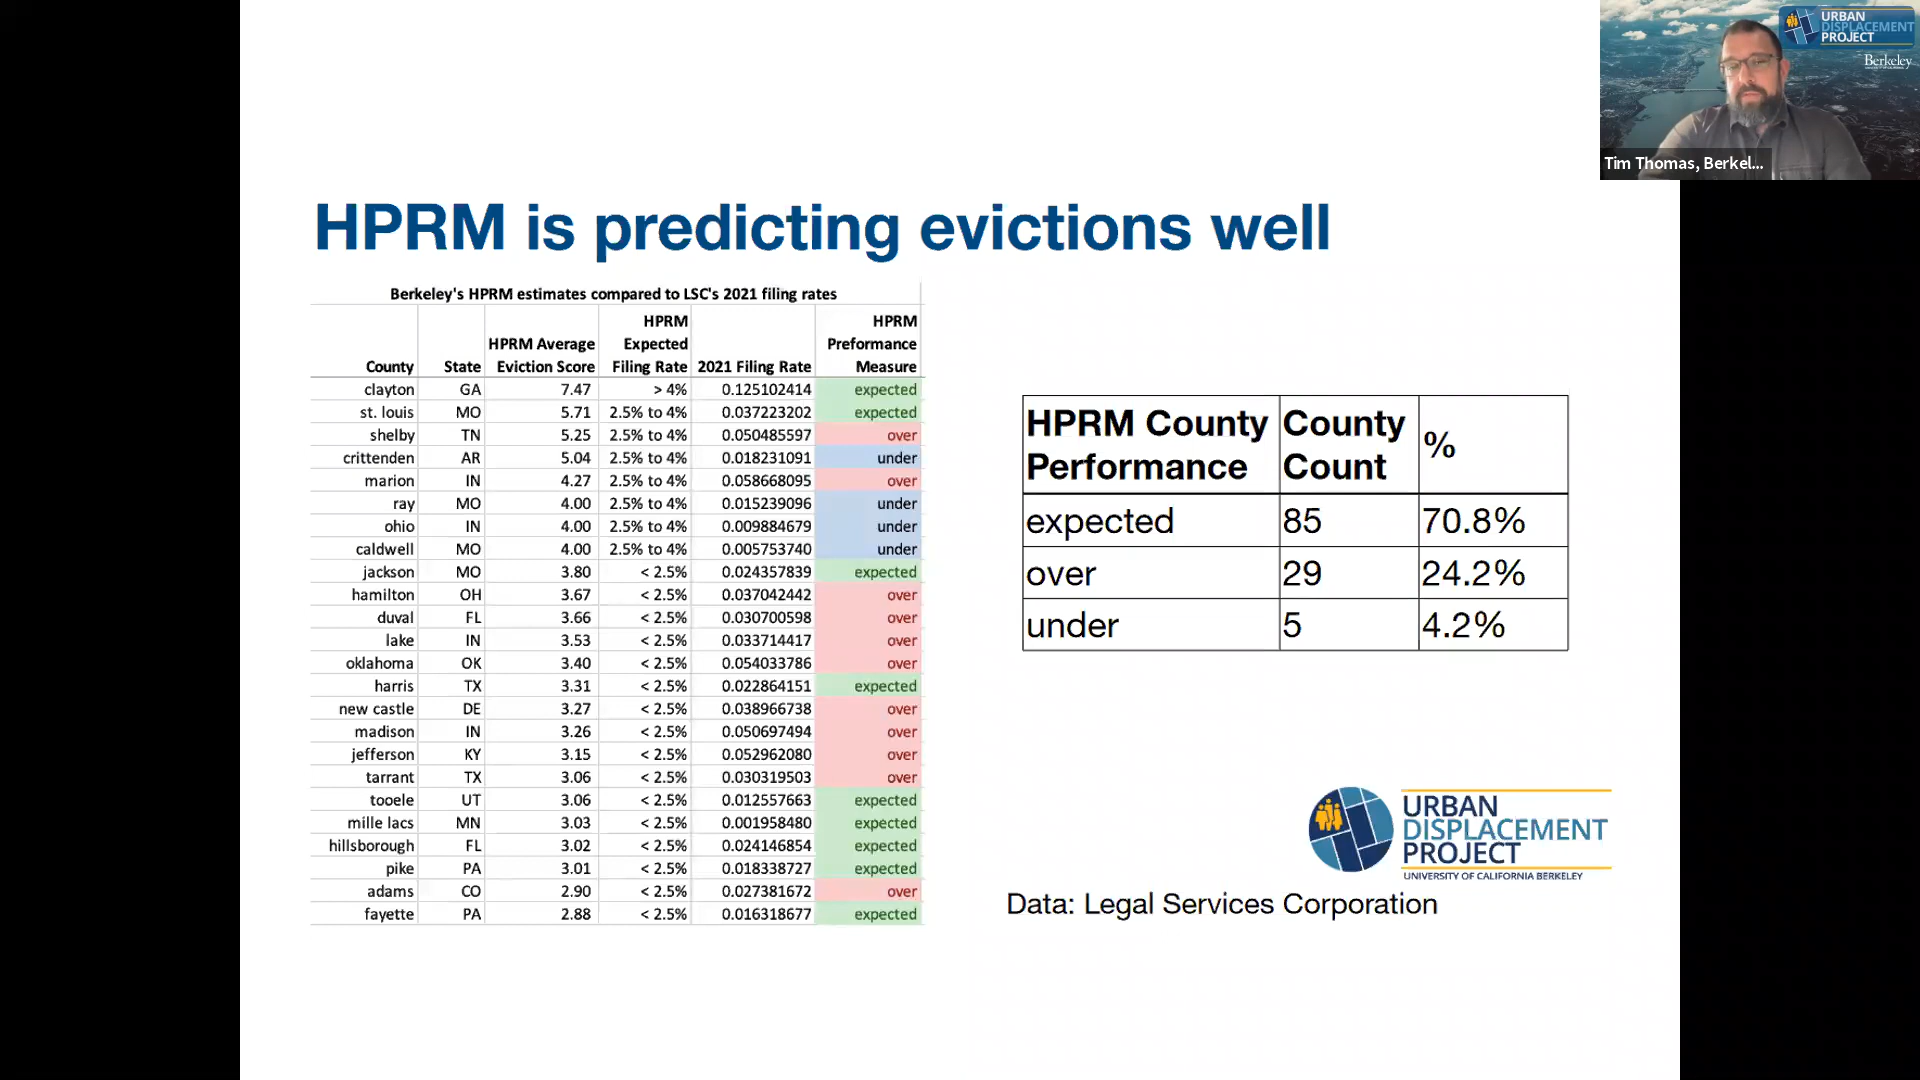 URBAN
DISPLACEMENT
PROJECT
Berkeley
Tim Thomas, Berkel...
HPRM is predicting evictions well
Berkeley's HPRM estimates compared to LSC's 2021 filing rates
County State HPRM Average Eviction Score HPRM Expected Filing Rate 2021 Filing Rate HPRM Preformance Measure
clayton GA 7.47 > 4% 0.125102414 expected
st. louis MO 5.71 2.5% to 4% 0.037223202 expected
shelby TN 5.25 2.5% to 4% 0.050485597 over
crittenden AR 5.04 2.5% to 4% 0.018231091 under
marion IN 4.27 2.5% to 4% 0.058668095 over
ray MO 4.00 2.5% to 4% 0.015239096 under
ohio IN 4.00 2.5% to 4% 0.009884679 under
caldwell MO 4.00 2.5% to 4% 0.005753740 under
jackson MO 3.80 < 2.5% 0.024357839 expected
hamilton OH 3.67 < 2.5% 0.037042442 over
duval FL 3.66 < 2.5% 0.030700598 over
lake IN 3.53 < 2.5% 0.033714417 over
oklahoma OK 3.40 < 2.5% 0.054033786 over
harris TX 3.31 < 2.5% 0.022864151 expected
new castle DE 3.27 < 2.5% 0.038966738 over
madison IN 3.26 < 2.5% 0.050697494 over
jefferson KY 3.15 < 2.5% 0.052962080 over
tarrant TX 3.06 < 2.5% 0.030319503 over
tooele UT 3.06 < 2.5% 0.012557663 expected
mille lacs MN 3.03 < 2.5% 0.001958480 expected
hillsborough FL 3.02 < 2.5% 0.024146854 expected
pike PA 3.01 < 2.5% 0.018338727 expected
adams CO 2.90 < 2.5% 0.027381672 over
fayette PA 2.88 < 2.5% 0.016318677 expected
HPRM County Performance County Count %
expected 85 70.8%
over 29 24.2%
under 5 4.2%
URBAN
DISPLACEMENT
PROJECT
UNIVERSITY OF CALIFORNIA BERKELEY
Data: Legal Services Corporation